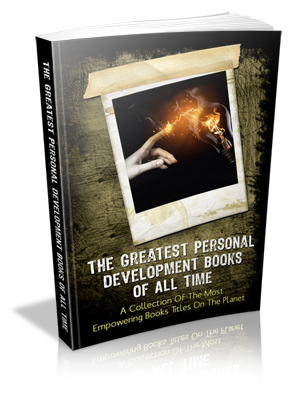 THE GREATEST PERSONAL DEVELOPMENT BOOKS OF ALL TIME
THE GREATEST PERSONAL
DEVELOPMENT BOOKS
OF ALL TIME
A Collection Of The Most
Empowering Books Titles On The Planet